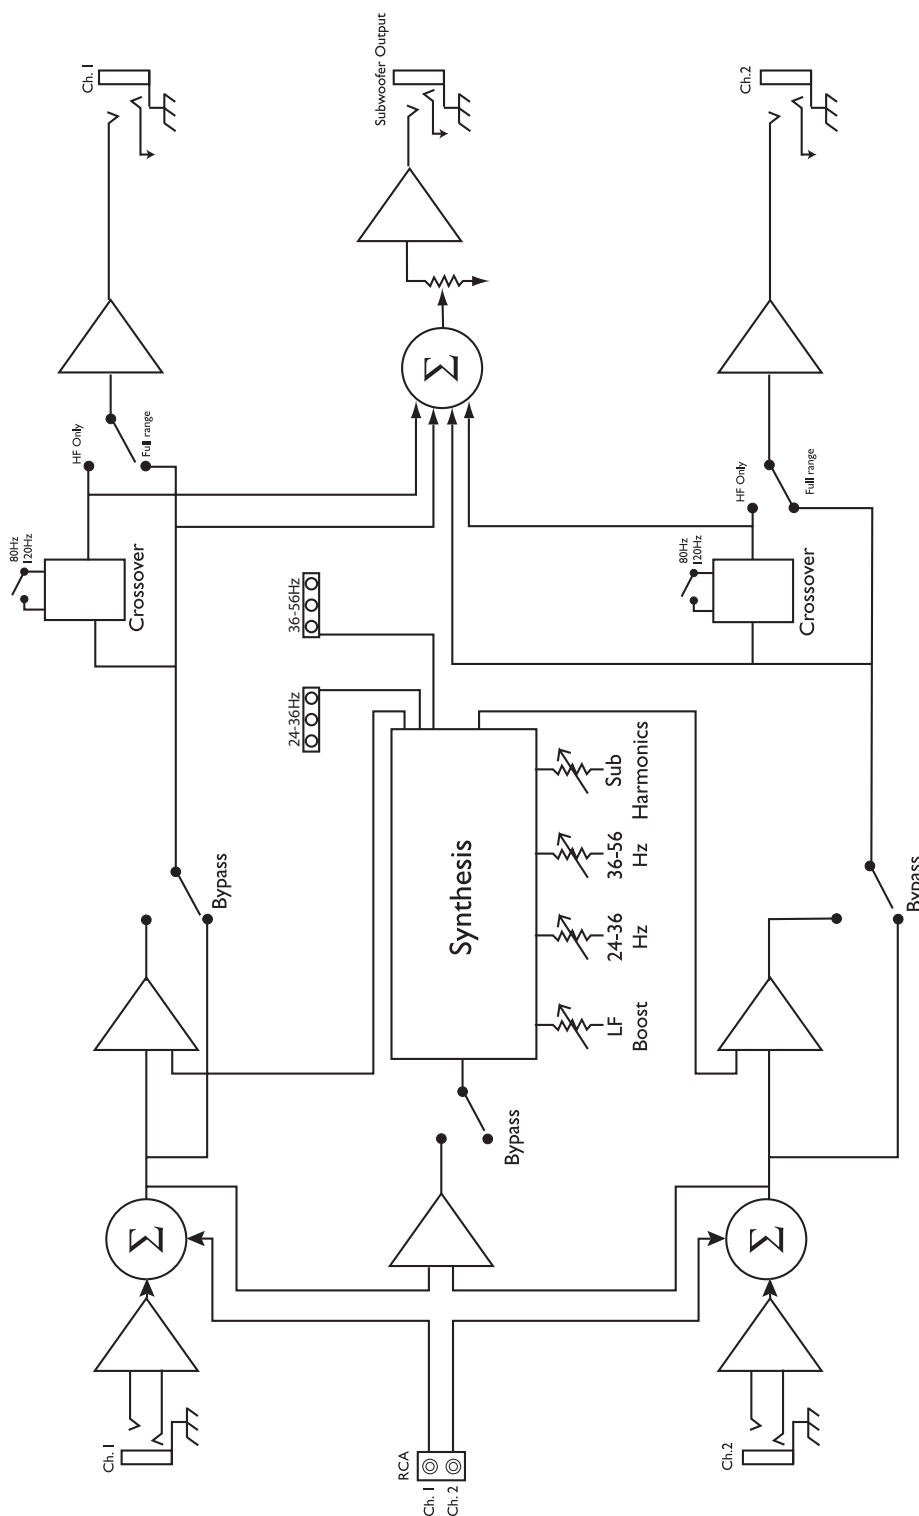 Ch. 1
Subwoofer Output
Ch.2
Σ
HF Only
Full range
HF Only
Full range
80Hz
120Hz
Crossover
80Hz
120Hz
Crossover
36-56Hz
24-36Hz
Synthesis
Sub
Harmonics
36-56
Hz
24-36
Hz
LF
Boost
Bypass
Bypass
Bypass
Σ
Σ
Ch. 1
RCA
Ch. 1
Ch. 2
Ch.2